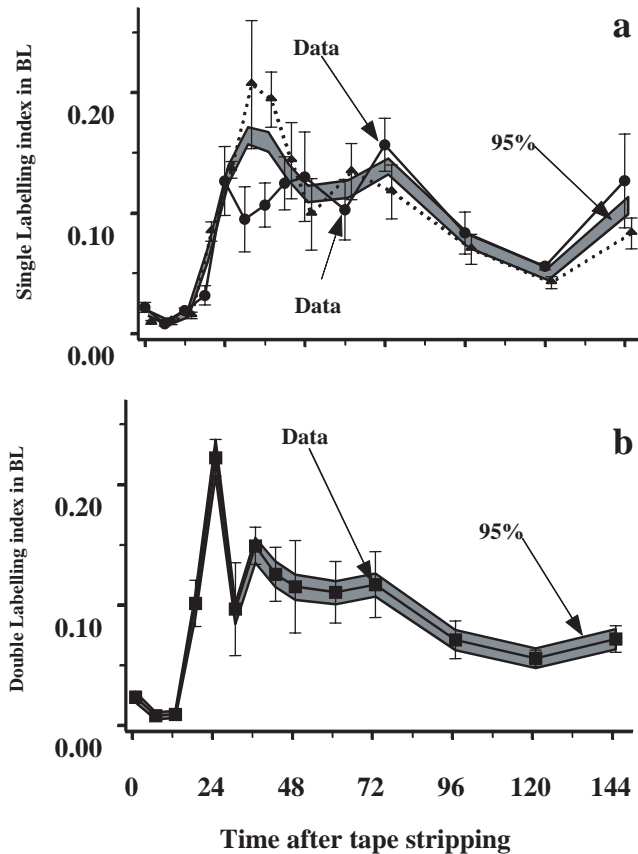 a
Data
0.20
95%
Single Labelling index in BL
0.10
Data
0.00
b
Data
0.20
95%
Double Labelling index in BL
0.10
0.00
0 24 48 72 96 120 144
Time after tape stripping